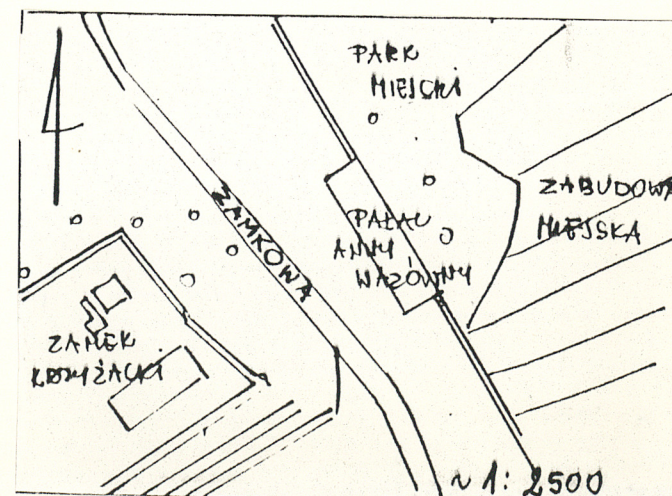 PARK
MIEJSKI
ZABUDOWA
MIEJSKA
ZAMKOWA
PAŁAC
ANNY
WAZÓWNY
ZAMEK
KRZYŻACKI
~ 1: 2500